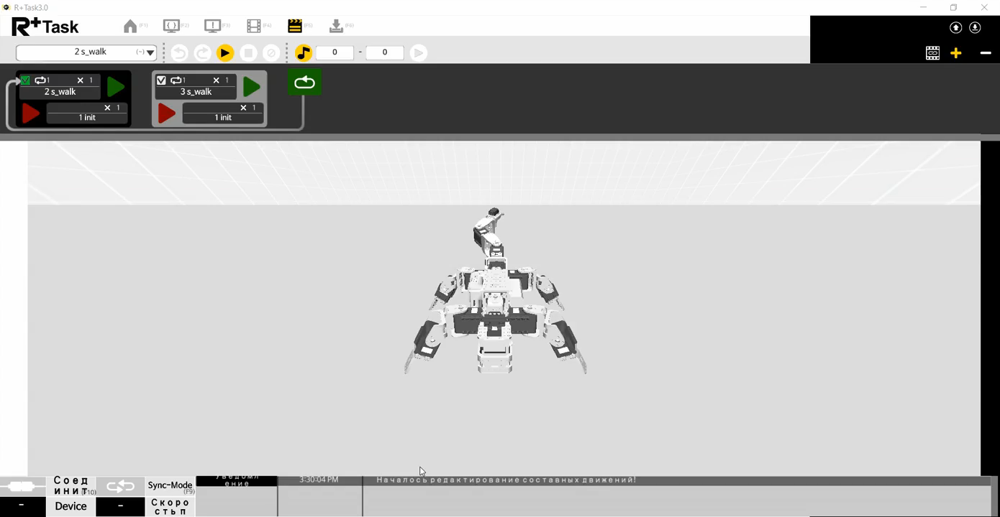 R+Task3.0
R+Task
(F1)
(F2)
(F3)
(F4)
(F5)
(F6)
2 s_walk (~)
0 - 0
1 × 1
2 s_walk
× 1
1 init
1 × 1
3 s_walk
× 1
1 init
Соед
инит (F10)
Sync-Mode
(F9)
Уведомл
ение
3:30:04 PM
Началось редактирование составных движений!
-
Device
-
Скоро
сть п